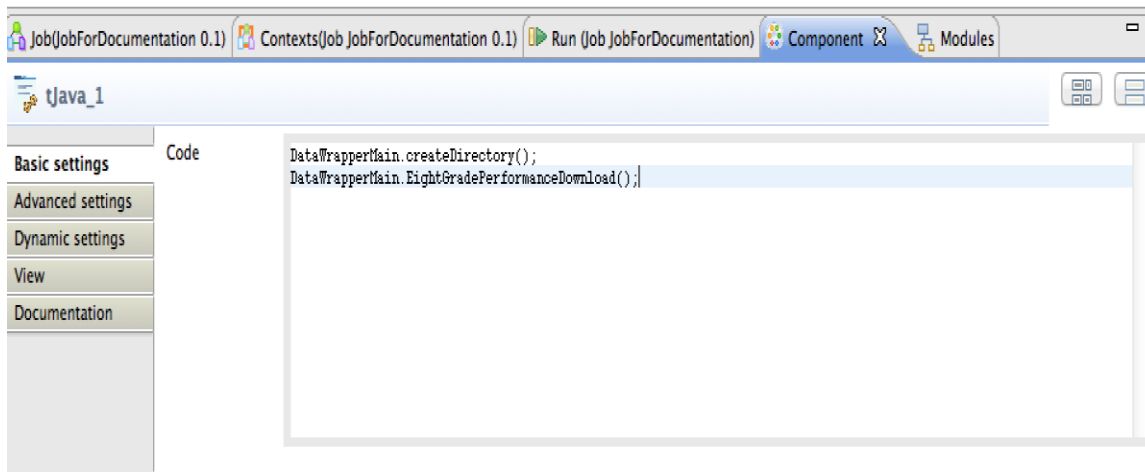 Job(JobForDocumentation 0.1) Contexts(Job JobForDocumentation 0.1) Run (Job JobForDocumentation) Component Modules
tJava_1
Basic settings
Advanced settings
Dynamic settings
View
Documentation
Code
DataWrapperMain.createDirectory();
DataWrapperMain.EightGradePerformanceDownload();